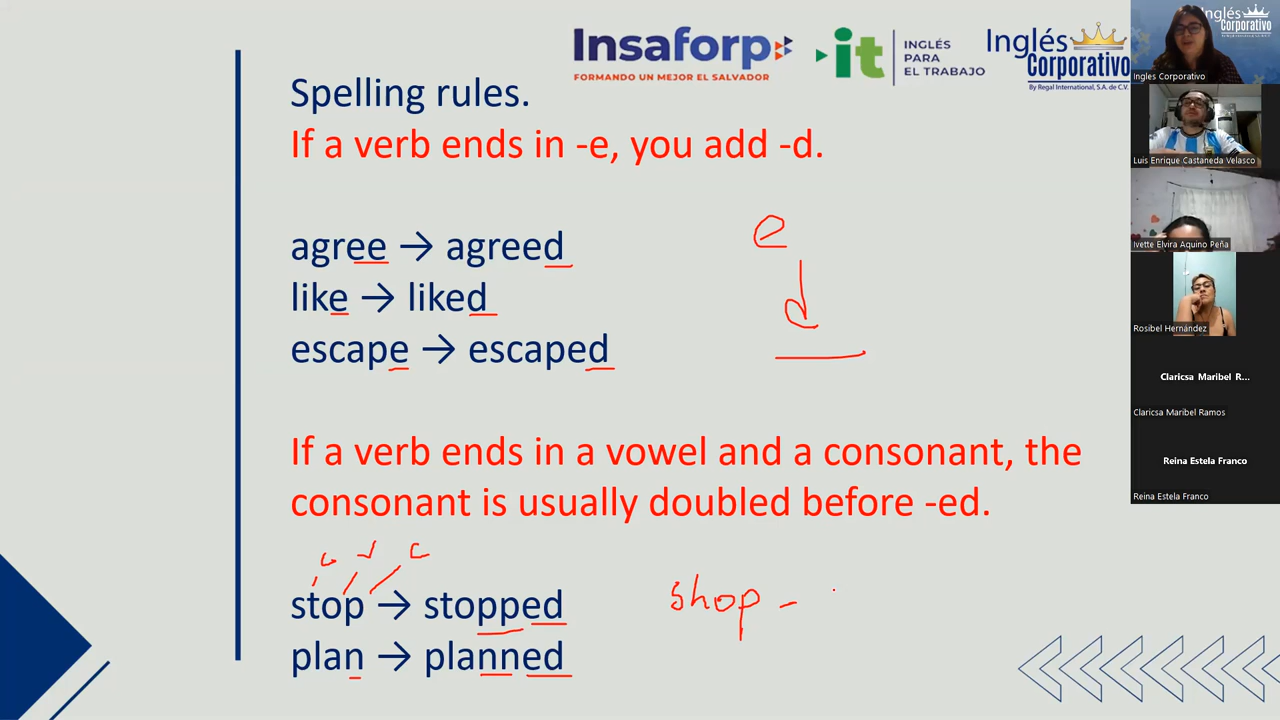 Insaforp
FORMANDO UN MEJOR EL SALVADOR
it
INGLÉS
PARA
EL TRABAJO
Inglés
Corporativo
By Regal International, S.A. de C.V.
Spelling rules.
If a verb ends in -e, you add -d.
agree → agreed
like → liked
escape → escaped
e
d
If a verb ends in a vowel and a consonant, the
consonant is usually doubled before -ed.
c v c
stop → stopped
plan → planned
shop -
Inglés
Corporativo
Ingles Corporativo
Luis Enrique Castaneda Velasco
Ivette Elvira Aquino Peña
Rosibel Hernández
Claricsa Maribel R...
Claricsa Maribel Ramos
Reina Estela Franco
Reina Estela Franco